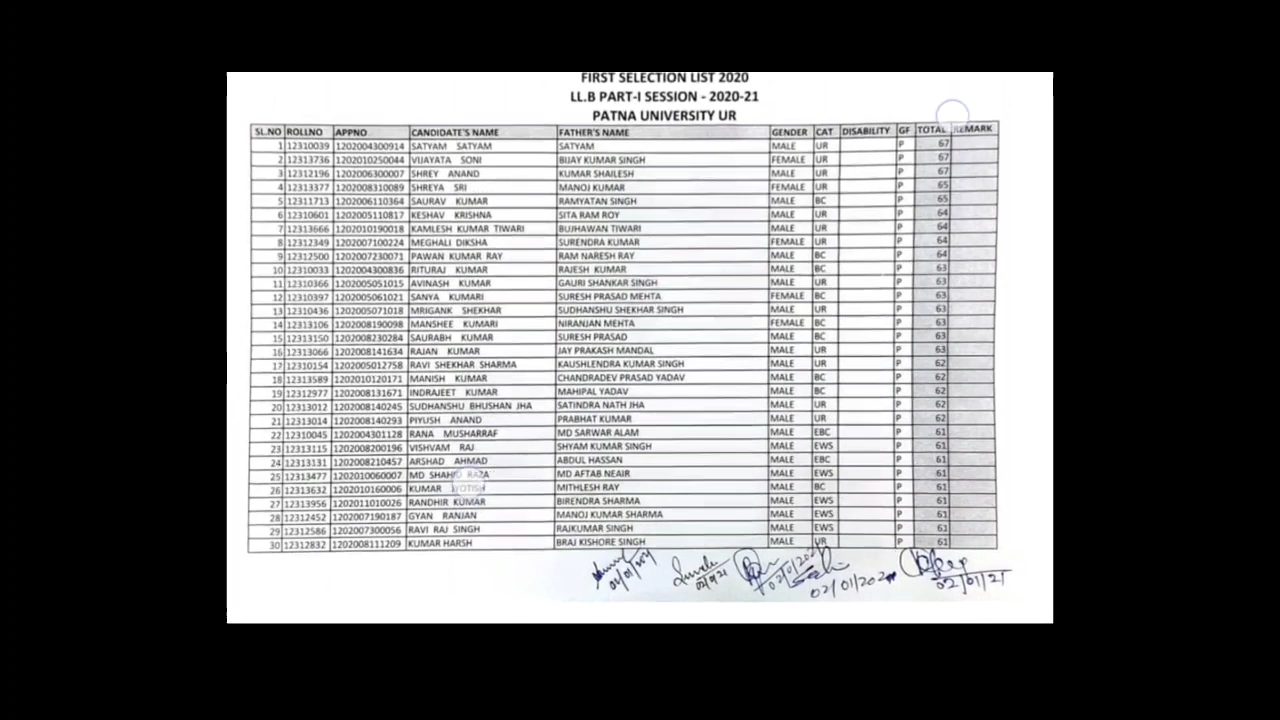 FIRST SELECTION LIST 2020
LL.B PART-I SESSION - 2020-21
PATNA UNIVERSITY UR
SL.NO ROLLNO APPNO CANDIDATE'S NAME FATHER'S NAME GENDER CAT DISABILITY GF TOTAL REMARK
1 12310039 1202004300914 SATYAM SATYAM SATYAM MALE UR P 67
2 12313736 1202010250044 VIJAYATA SONI BIJAY KUMAR SINGH FEMALE UR P 67
3 12312196 1202006300007 SHREY ANAND KUMAR SHAILESH MALE UR P 67
4 12313377 1202008310089 SHREYA SRI MANOJ KUMAR FEMALE UR P 65
5 12311713 1202006110364 SAURAV KUMAR RAMYATAN SINGH MALE BC P 65
6 12310601 1202005110817 KESHAV KRISHNA SITA RAM ROY MALE UR P 64
7 12313666 1202010190018 KAMLESH KUMAR TIWARI BUJHAWAN TIWARI MALE UR P 64
8 12312349 1202007100224 MEGHALI DIKSHA SURENDRA KUMAR FEMALE UR P 64
9 12312500 1202007230071 PAWAN KUMAR RAY RAM NARESH RAY MALE BC P 64
10 12310033 1202004300836 RITURAJ KUMAR RAJESH KUMAR MALE BC P 63
11 12310366 1202005051015 AVINASH KUMAR GAURI SHANKAR SINGH MALE UR P 63
12 12310397 1202005061021 SANYA KUMARI SURESH PRASAD MEHTA FEMALE BC P 63
13 12310436 1202005071018 MRIGANK SHEKHAR SUDHANSHU SHEKHAR SINGH MALE UR P 63
14 12313106 1202008190098 MANSHEE KUMARI NIRANJAN MEHTA FEMALE BC P 63
15 12313150 1202008230284 SAURABH KUMAR SURESH PRASAD MALE BC P 63
16 12313066 1202008141634 RAJAN KUMAR JAY PRAKASH MANDAL MALE UR P 63
17 12310154 1202005012758 RAVI SHEKHAR SHARMA KAUSHLENDRA KUMAR SINGH MALE UR P 62
18 12313589 1202010120171 MANISH KUMAR CHANDRADEV PRASAD YADAV MALE BC P 62
19 12312977 1202008131671 INDRAJEET KUMAR MAHIPAL YADAV MALE BC P 62
20 12313012 1202008140245 SUDHANSHU BHUSHAN JHA SATINDRA NATH JHA MALE UR P 62
21 12313014 1202008140293 PIYUSH ANAND PRABHAT KUMAR MALE UR P 62
22 12310045 1202004301128 RANA MUSHARRAF MD SARWAR ALAM MALE EBC P 61
23 12313115 1202008200196 VISHVAM RAJ SHYAM KUMAR SINGH MALE EWS P 61
24 12313131 1202008210457 ARSHAD AHMAD ABDUL HASSAN MALE EBC P 61
25 12313477 1202010060007 MD SHAHID RAZA MD AFTAB NEAIR MALE EWS P 61
26 12313632 1202010160006 KUMAR JYOTISH MITHLESH RAY MALE BC P 61
27 12313956 1202011010026 RANDHIR KUMAR BIRENDRA SHARMA MALE EWS P 61
28 12312452 1202007190187 GYAN RANJAN MANOJ KUMAR SHARMA MALE EWS P 61
29 12312586 1202007300056 RAVI RAJ SINGH RAJKUMAR SINGH MALE EWS P 61
30 12312832 1202008111209 KUMAR HARSH BRAJ KISHORE SINGH MALE UR P 61
02/01/21